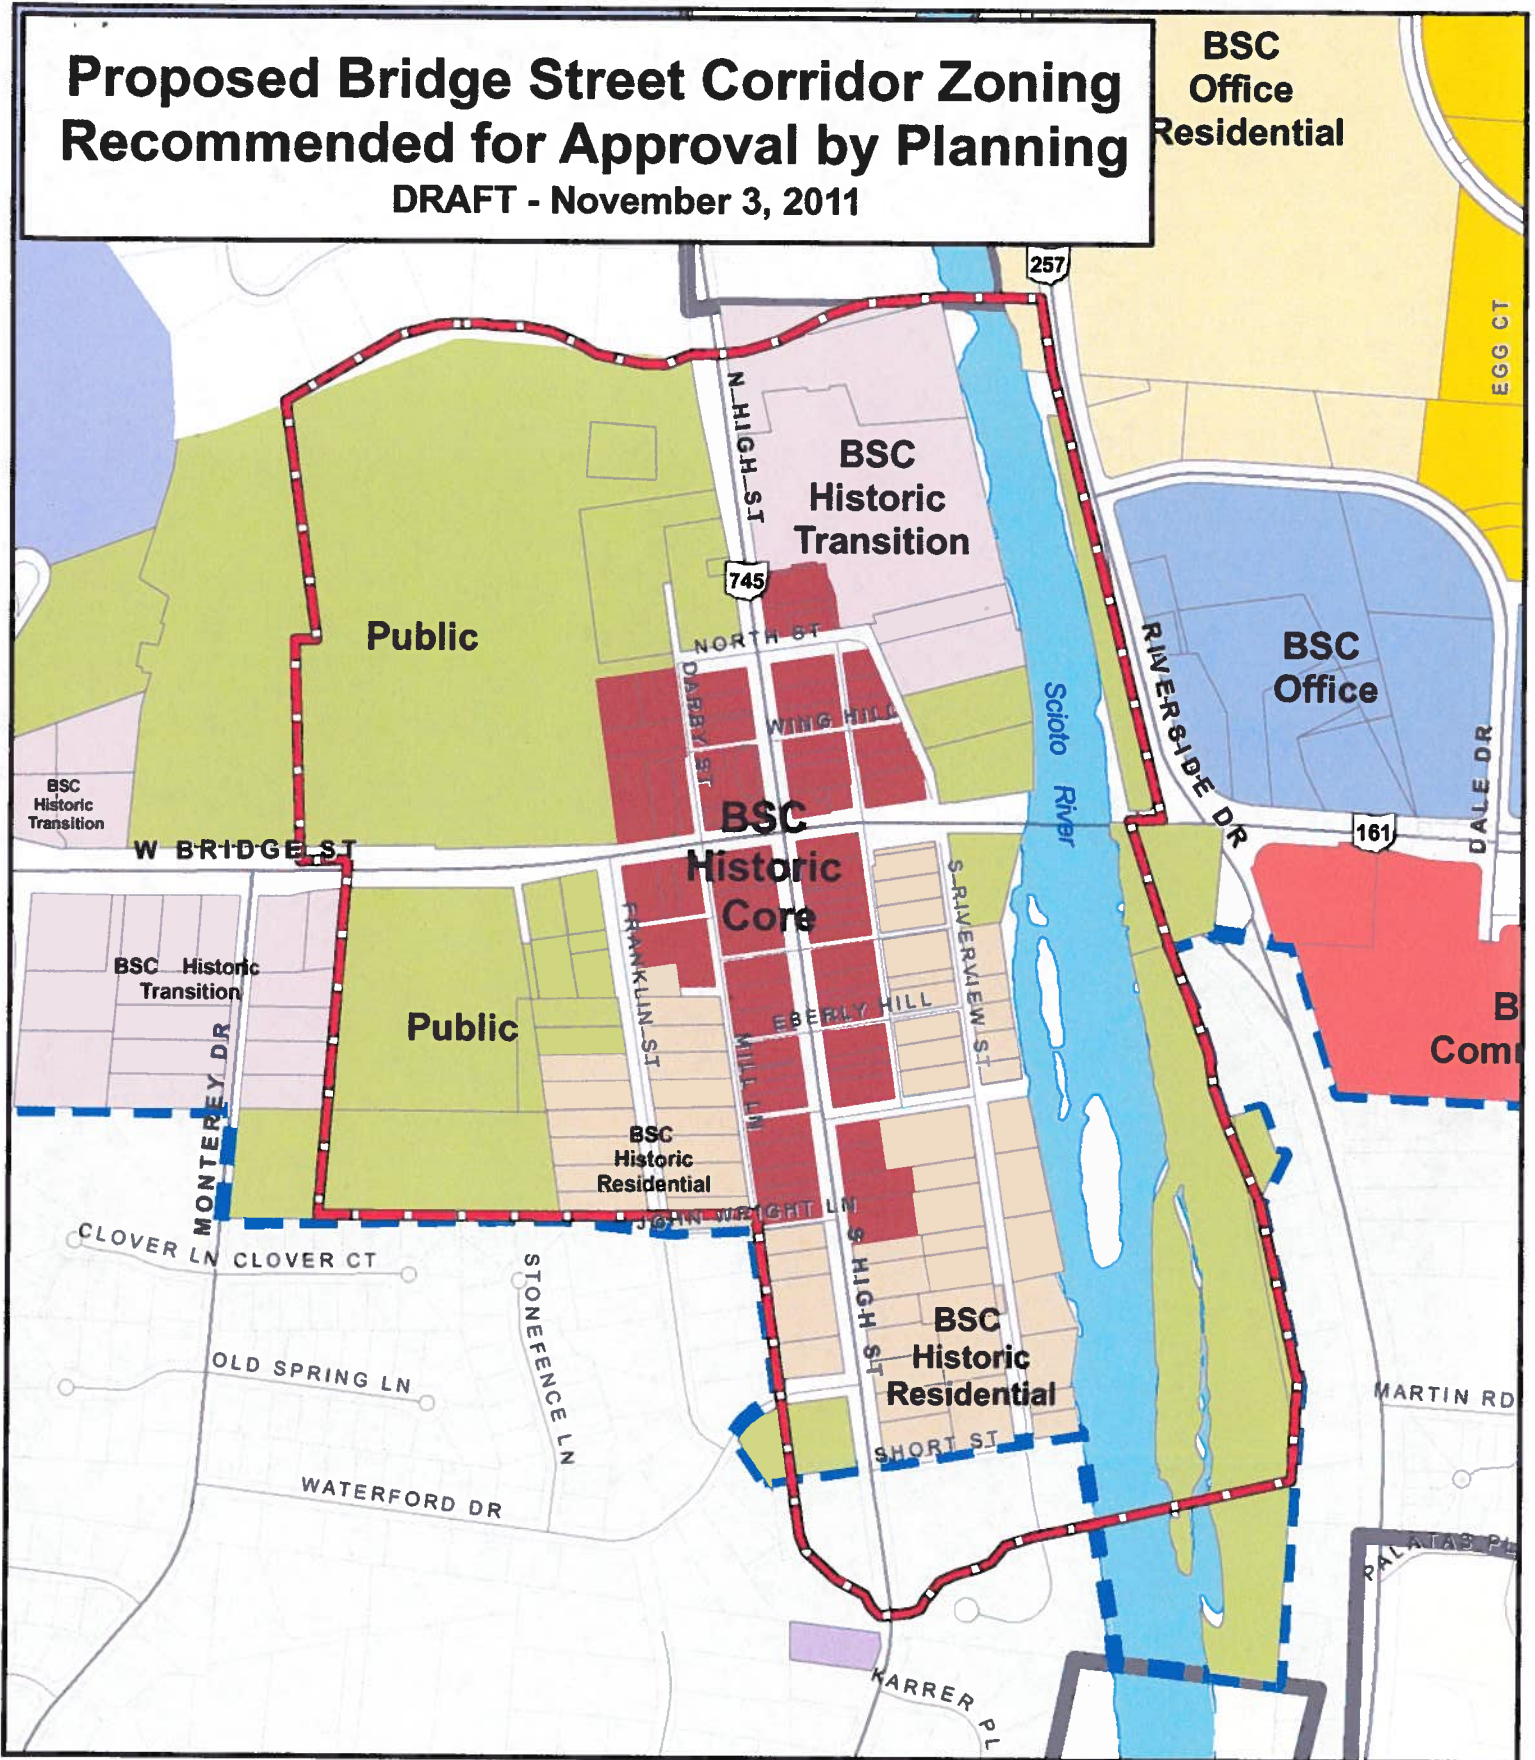 Proposed Bridge Street Corridor Zoning
Recommended for Approval by Planning
DRAFT - November 3, 2011
BSC
Office
Residential
257
EGG CT
N HIGH ST
BSC
Historic
Transition
745
Public
NORTH ST
DARBY ST
WING HILL
Scioto River
RIVERSIDE DR
BSC
Office
DALE DR
BSC
Historic
Transition
W BRIDGE ST
161
BSC
Historic
Core
FRANKLIN ST
S RIVERVIEW ST
BSC Historic
Transition
Public
EBERLY HILL
MILL LN
B
Com
MONTEREY DR
BSC
Historic
Residential
JOHN WRIGHT LN
CLOVER LN
CLOVER CT
STONEFENCE LN
S HIGH ST
BSC
Historic
Residential
OLD SPRING LN
MARTIN RD
SHORT ST
WATERFORD DR
PALATAS PL
KARRER PL